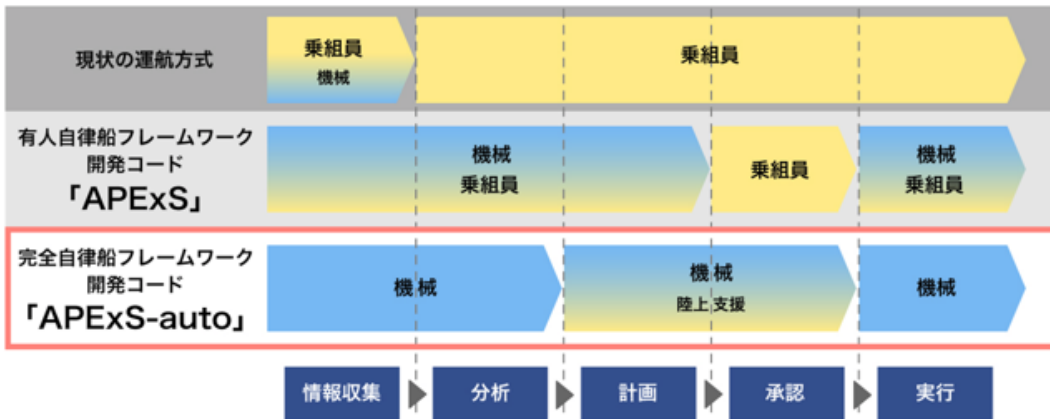 現状の運航方式
乗組員
機械
乗組員
有人自律船フレームワーク
開発コード
「APExS」
機械
乗組員
乗組員
機械
乗組員
完全自律船フレームワーク
開発コード
「APExS-auto」
機械
機械
陸上支援
機械
情報収集
分析
計画
承認
実行